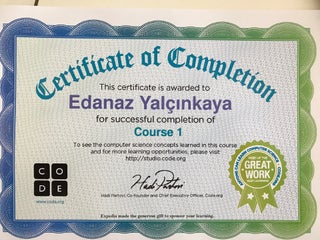 Certificate of Completion
This certificate is awarded to
Edanaz Yalçınkaya
for successful completion of
Course 1
To see the computer science concepts learned in this course
and for more learning opportunities, please visit
http://studio.code.org
C O
D E
www.code.org
Hadi Partovi
Hadi Partovi, Co-founder and Chief Executive Officer, Code.org
GREAT
WORK
Expedia made the generous gift to sponsor your learning.